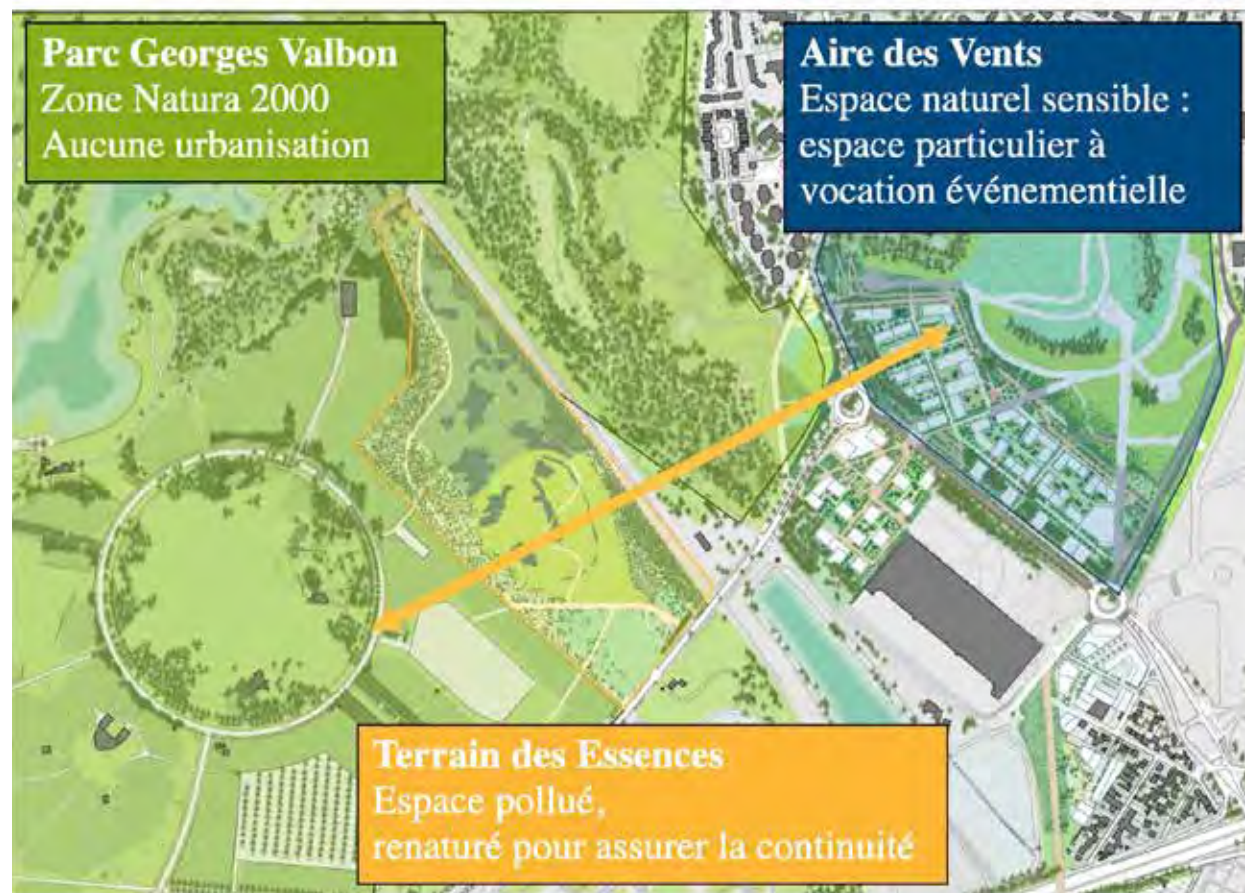 Parc Georges Valbon
Zone Natura 2000
Aucune urbanisation
Aire des Vents
Espace naturel sensible :
espace particulier à
vocation événementielle
Terrain des Essences
Espace pollué,
renaturé pour assurer la continuité